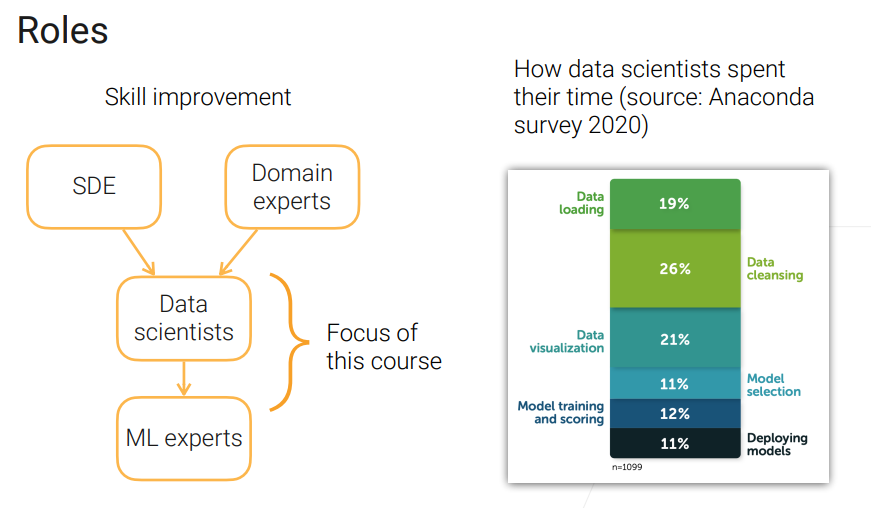 Roles
Skill improvement
SDE
Domain
experts
Data
scientists
ML experts
Focus of
this course
How data scientists spent
their time (source: Anaconda
survey 2020)
Data
loading
19%
26%
Data
cleansing
Data
visualization
21%
11%
Model
selection
Model training
and scoring
12%
11%
Deploying
models
n=1099